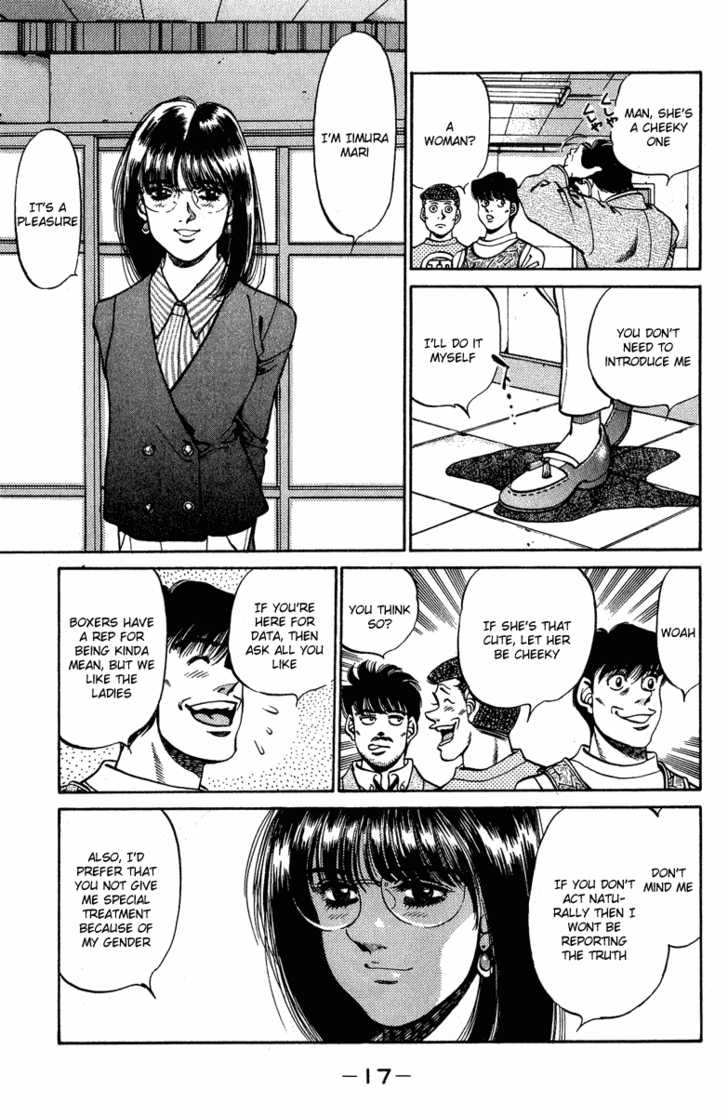 MAN, SHE'S
A CHEEKY
ONE
A
WOMAN?
YOU DON'T
NEED TO
INTRODUCE ME
I'LL DO IT
MYSELF
I'M IIMURA
MARI
IT'S A
PLEASURE
WOAH
IF SHE'S THAT
CUTE, LET HER
BE CHEEKY
YOU THINK
SO?
IF YOU'RE
HERE FOR
DATA, THEN
ASK ALL YOU
LIKE
BOXERS HAVE
A REP FOR
BEING KINDA
MEAN, BUT WE
LIKE THE
LADIES
DON'T
MIND ME
IF YOU DON'T
ACT NATU-
RALLY THEN I
WONT BE
REPORTING
THE TRUTH
ALSO, I'D
PREFER THAT
YOU NOT GIVE
ME SPECIAL
TREATMENT
BECAUSE OF
MY GENDER
-17-